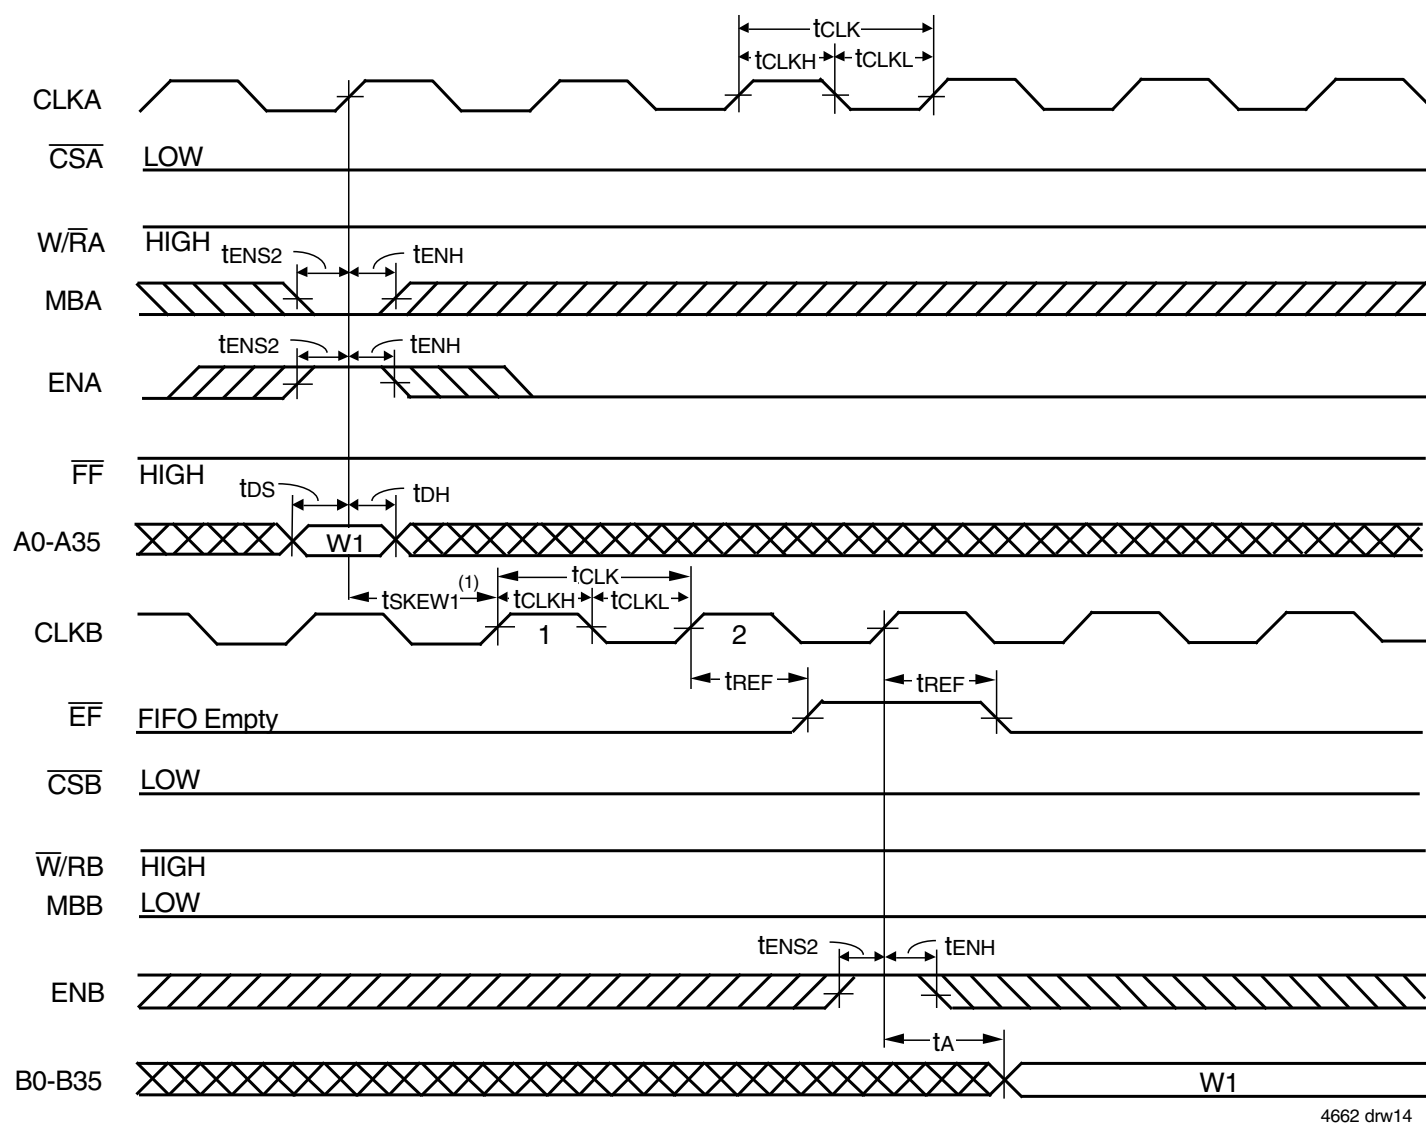 tCLK
tCLKH tCLKL
CLKA
CSA LOW
W/RA HIGH
tENS2 tENH
MBA
tENS2 tENH
ENA
FF HIGH
tDS tDH
A0-A35 W1
tSKEW1(1) tCLK
tCLKH tCLKL
CLKB 1 2
tREF tREF
EF FIFO Empty
CSB LOW
W/RB HIGH
MBB LOW
tENS2 tENH
ENB
tA
B0-B35 W1
4662 drw14